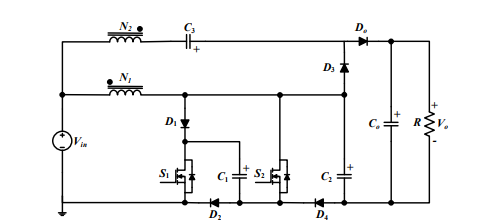 N2 C3 Do
D3
N1
D1 Co R Vo
Vin
S1 C1 S2 C2
D2 D4